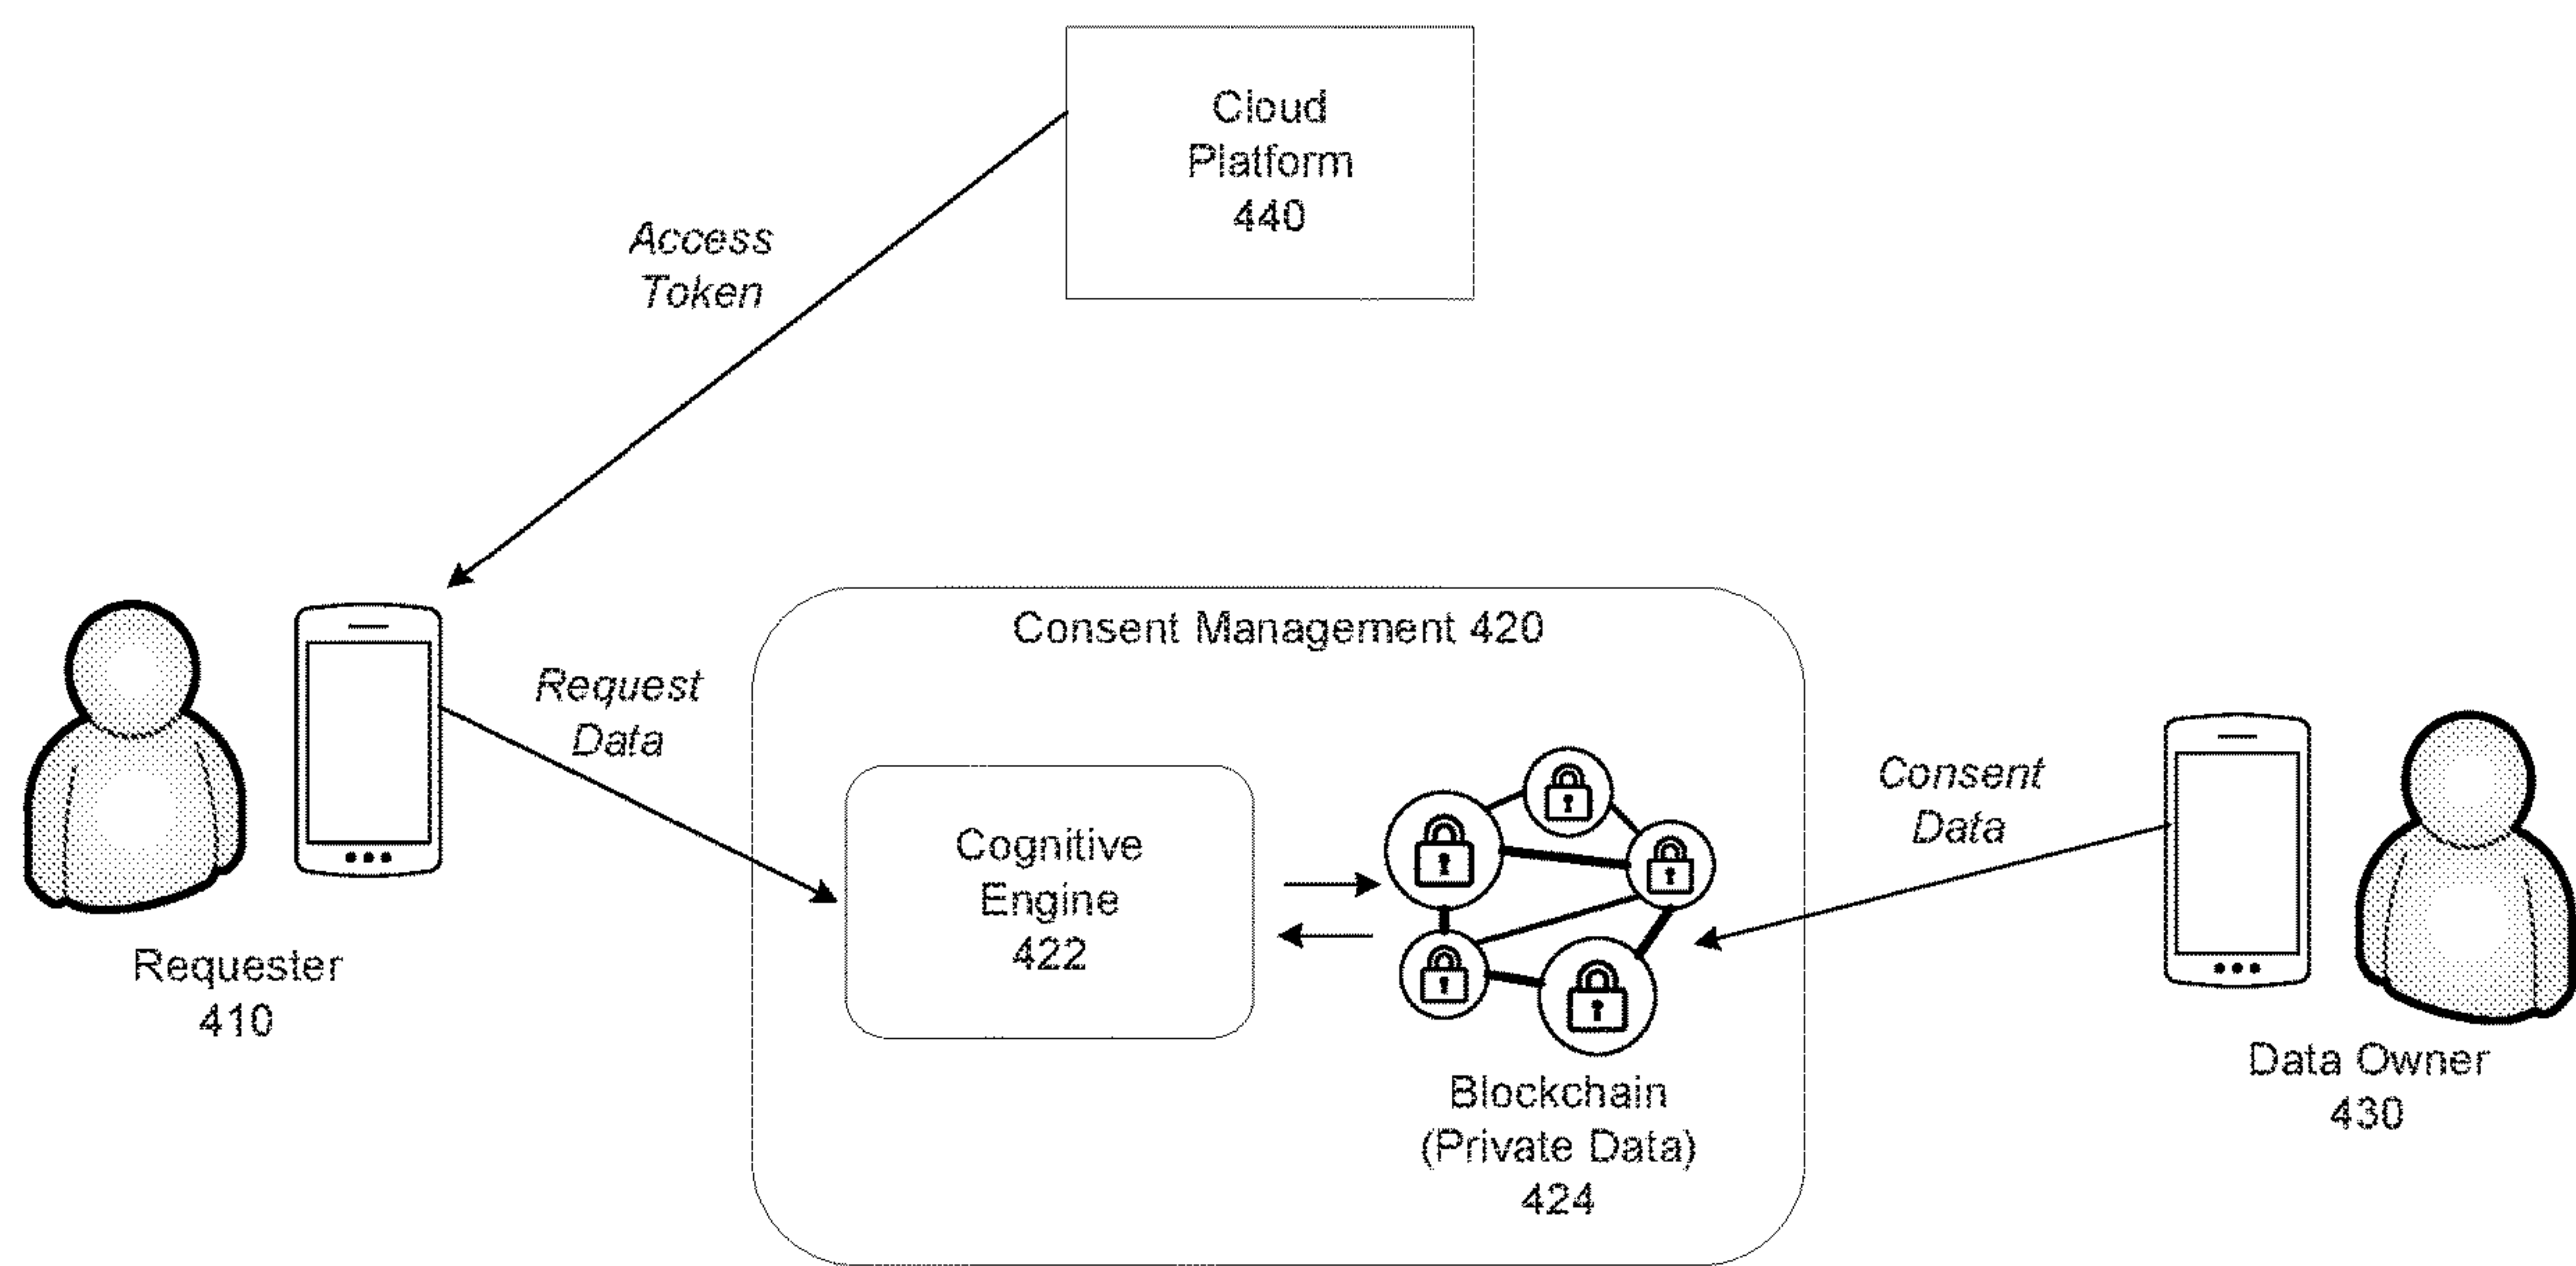 Cloud
Platform
440
Access
Token
Consent Management 420
Request
Data
Cognitive
Engine
422
Consent
Data
Requester
410
Blockchain
(Private Data)
424
Data Owner
430